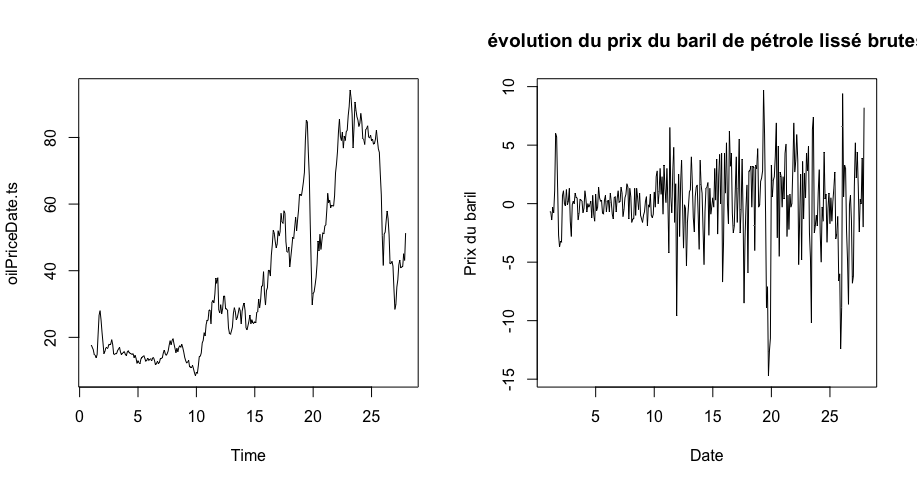 évolution du prix du baril de pétrole lissé brutes
oilPriceDate.ts
20 40 60 80
0 5 10 15 20 25
Time
Prix du baril
-15 -10 -5 0 5 10
5 10 15 20 25
Date